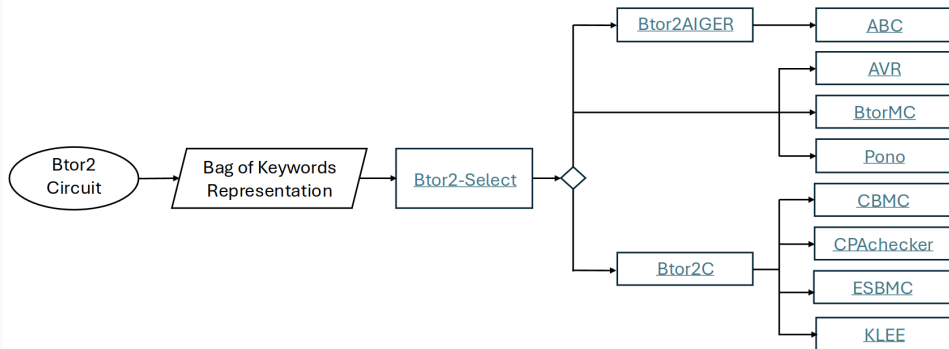 Btor2
Circuit
Bag of Keywords
Representation
Btor2-Select
Btor2AIGER
ABC
AVR
BtorMC
Pono
Btor2C
CBMC
CPAchecker
ESBMC
KLEE